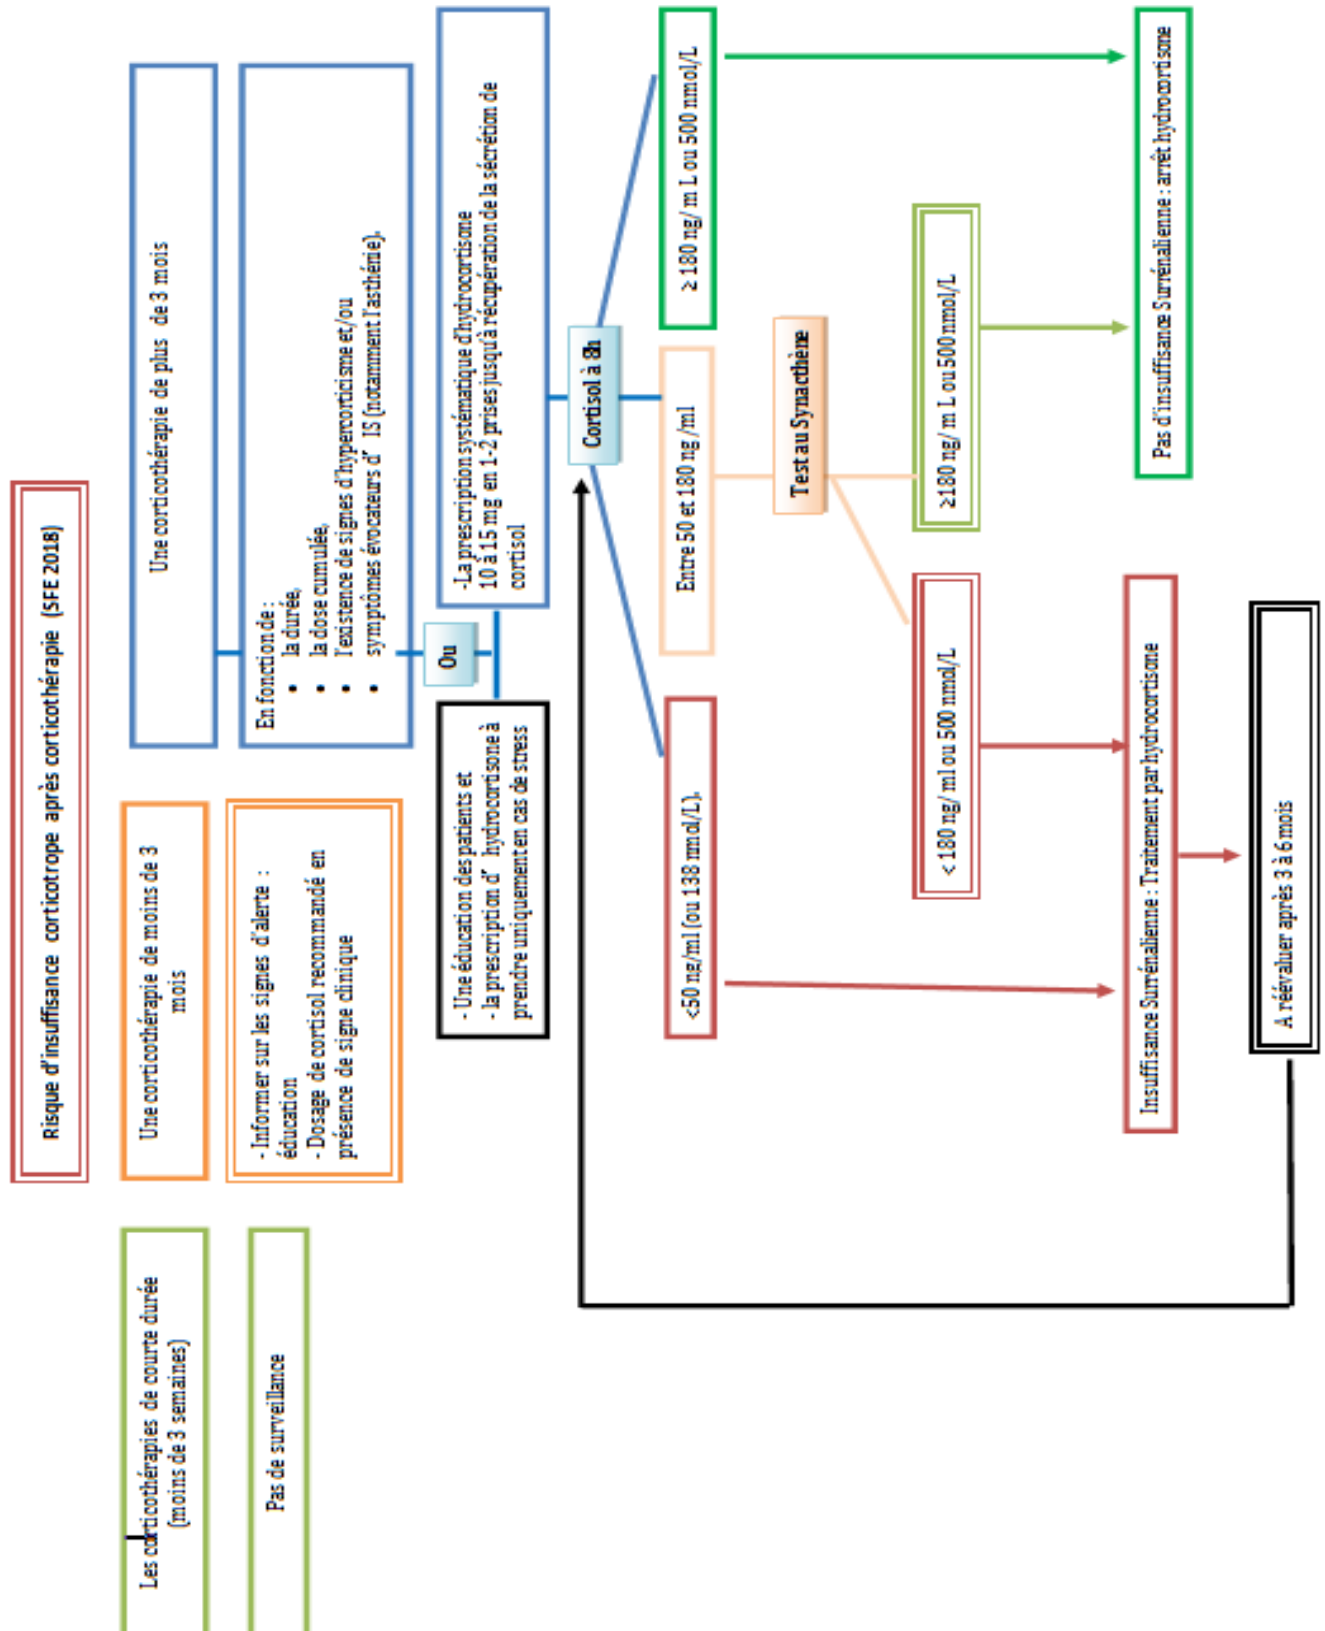 Risque d'insuffisance corticotrope après corticothérapie (SFE 2018)
Les corticothérapies de courte durée
(moins de 3 semaines)
Une corticothérapie de moins de 3
mois
Une corticothérapie de plus de 3 mois
Pas de surveillance
- Informer sur les signes d'alerte :
éducation
- Dosage de cortisol recommandé en
présence de signe clinique
En fonction de :
• la durée,
• la dose cumulée,
• l'existence de signes d'hypercorticisme et/ou
• symptômes évocateurs d' IS (notamment l'asthénie).
Ou
- Une éducation des patients et
- la prescription d' hydrocortisone à
prendre uniquement en cas de stress
-La prescription systématique d'hydrocortisone
10 à 15 mg en 1-2 prises jusqu'à récupération de la sécrétion de
cortisol
Cortisol à 8h
<50 ng/ml (ou 138 nmol/L).
Entre 50 et 180 ng /ml
≥ 180 ng/ m L ou 500 nmol/L
Test au Synacthène
< 180 ng/ ml ou 500 nmol/L
≥180 ng/ m L ou 500 nmol/L
Insuffisance Surrénalienne : Traitement par hydrocortisone
Pas d'insuffisance Surrénalienne : arrêt hydrocortisone
A réévaluer après 3 à 6 mois